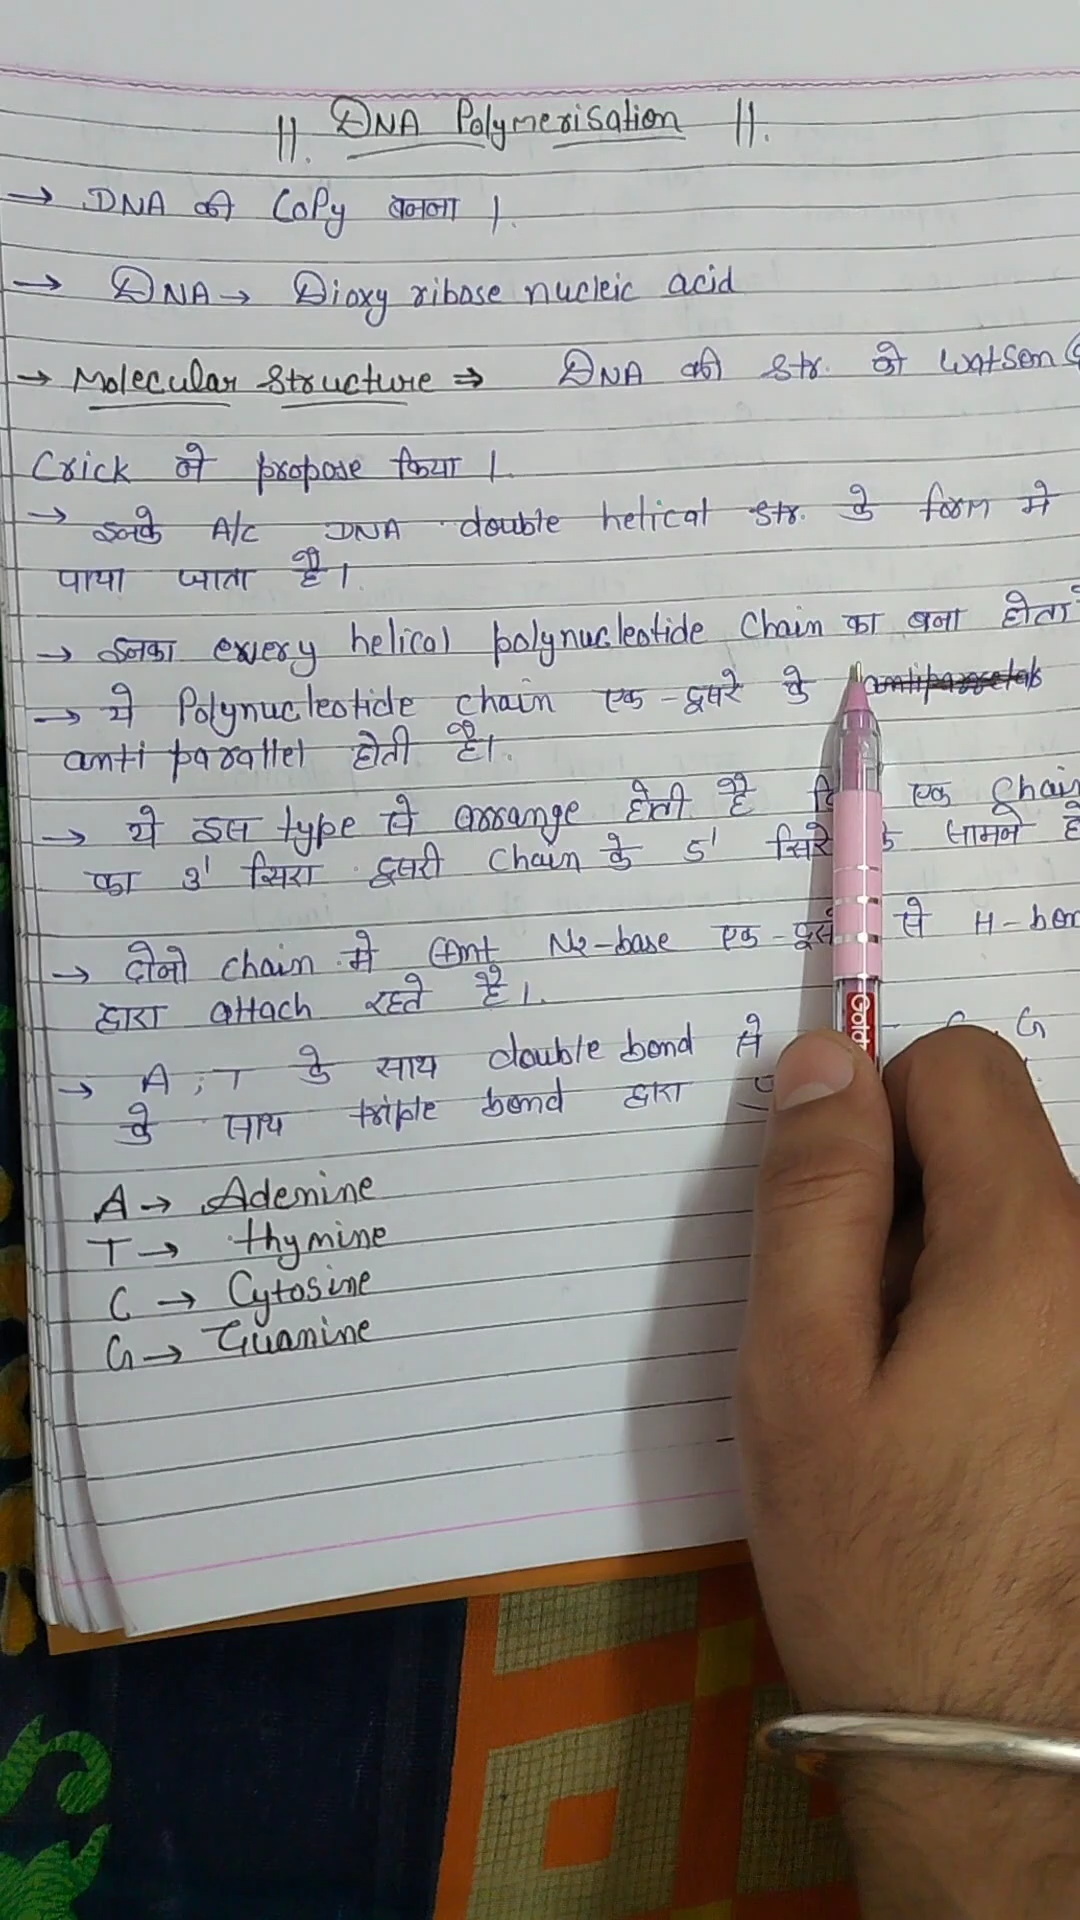 ||. DNA Polymerisation ||.
→ DNA की CoPy बनना |.
→ DNA → Dioxy ribose nucleic acid
→ Molecular Structure ⇒ DNA की Str. को Watson
Crick ने propose किया |.
→ इनके A/c DNA double helical Str. के form मे
पाया जाता है |.
→ इनका every helical polynucleotide Chain का बना होता
→ ये Polynucleotide chain एक-दूसरे के
anti parallel होती है |.
→ ये इस type से arrange होती है एक Chain
का 3' सिरा दूसरी Chain के 5' सिरे के सामने
→ दोनो chain मे N2-base एक- से H-bon
द्वारा attach रहते है |.
→ A, T के साथ double bond से G
के साथ triple bond द्वारा
A → Adenine
T → thymine
C → Cytosine
G → Guanine
Gold